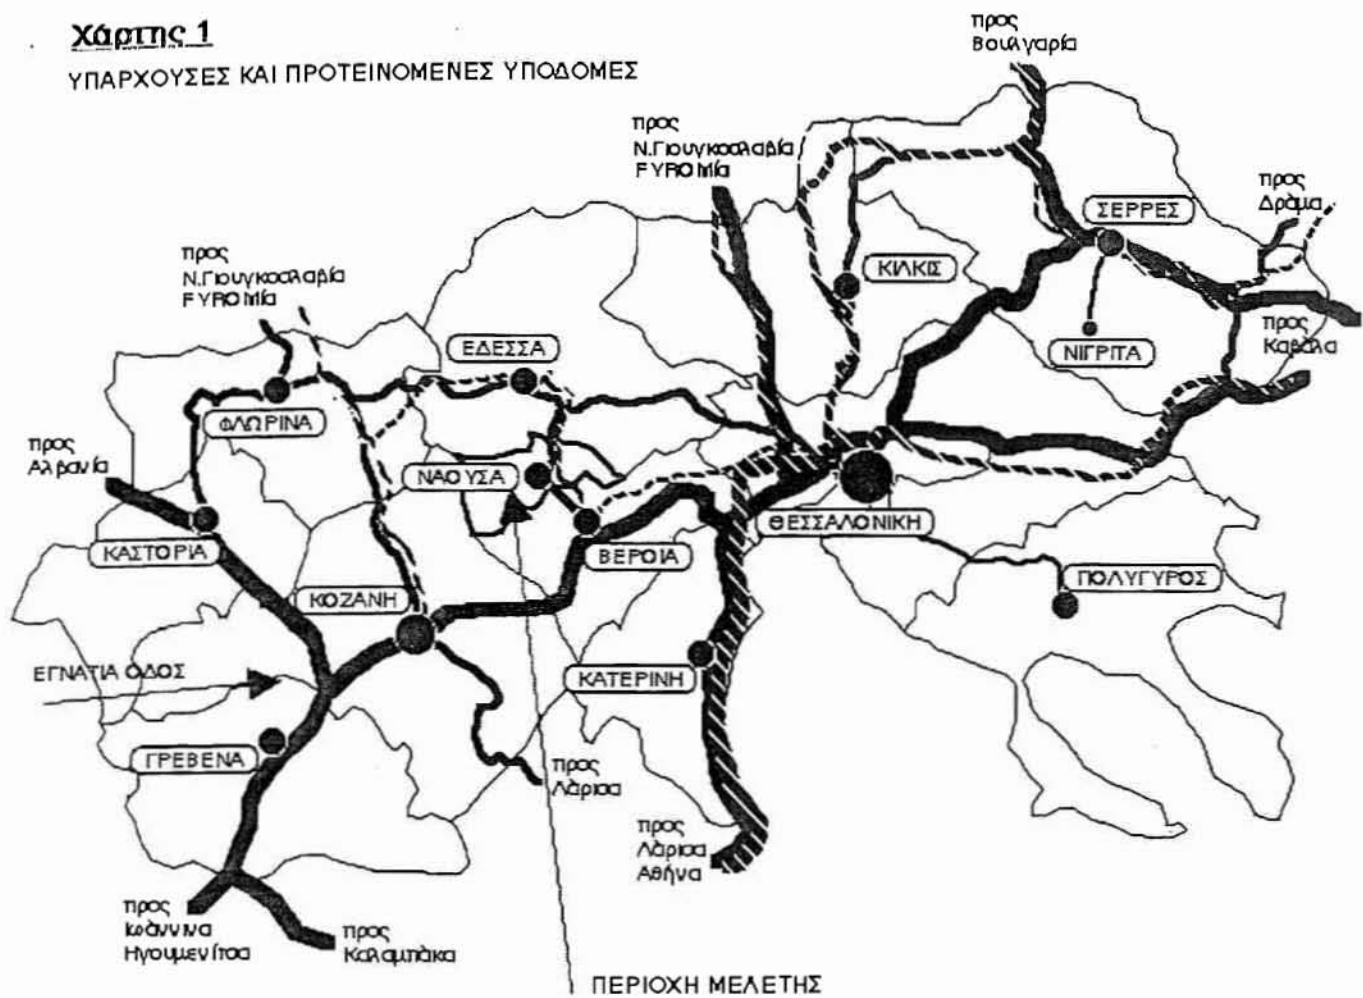 Χάρτης 1
ΥΠΑΡΧΟΥΣΕΣ ΚΑΙ ΠΡΟΤΕΙΝΟΜΕΝΕΣ ΥΠΟΔΟΜΕΣ
προς
Βουλγαρία
προς
Ν.Γιουγκοσλαβία
FYROMία
προς
Δράμα
ΣΕΡΡΕΣ
ΚΙΛΚΙΣ
προς
Ν.Γιουγκοσλαβία
FYROMία
ΝΙΓΡΙΤΑ
προς
Καβάλα
ΕΔΕΣΣΑ
ΦΛΩΡΙΝΑ
προς
Αλβανία
ΝΑΟΥΣΑ
ΘΕΣΣΑΛΟΝΙΚΗ
ΚΑΣΤΟΡΙΑ
ΒΕΡΟΙΑ
ΠΟΛΥΓΥΡΟΣ
ΚΟΖΑΝΗ
ΕΓΝΑΤΙΑ ΟΔΟΣ
ΚΑΤΕΡΙΝΗ
ΓΡΕΒΕΝΑ
προς
Λάρισα
προς
Λάρισα
Αθήνα
προς
Ιωάννινα
Ηγουμενίτσα
προς
Καλαμπάκα
ΠΕΡΙΟΧΗ ΜΕΛΕΤΗΣ